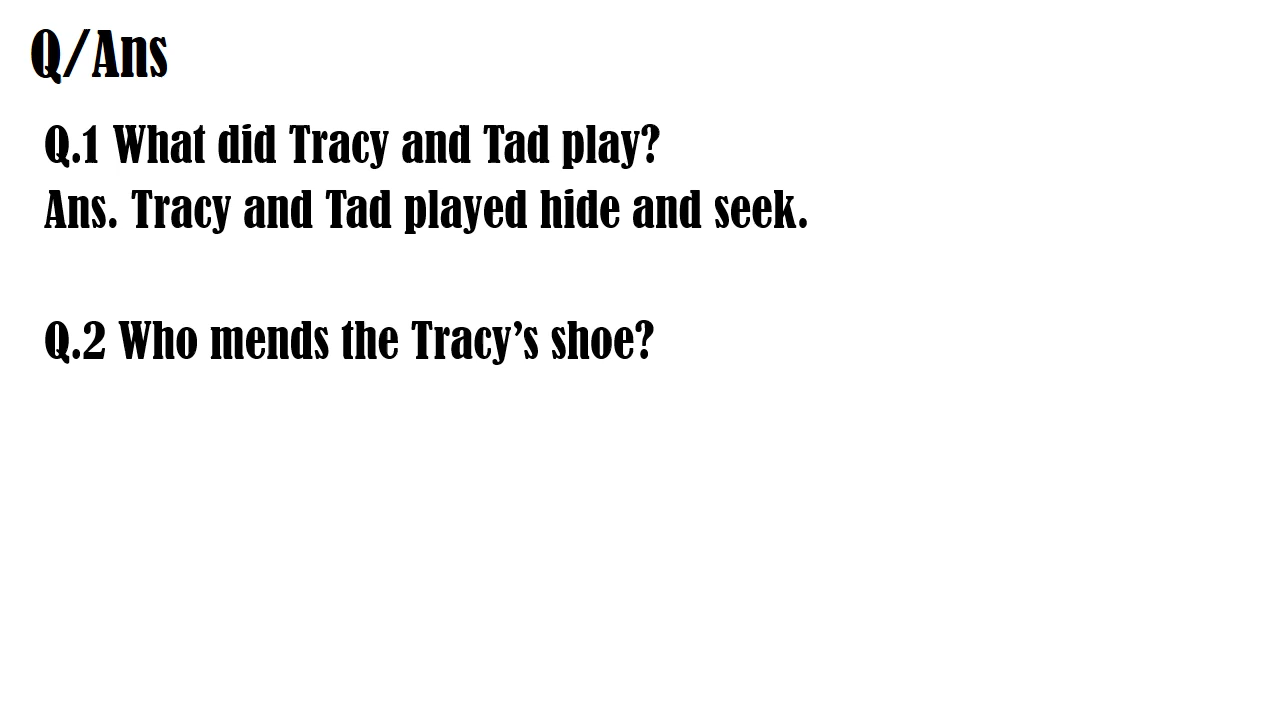 Q/Ans
Q.1 What did Tracy and Tad play?
Ans. Tracy and Tad played hide and seek.
Q.2 Who mends the Tracy’s shoe?